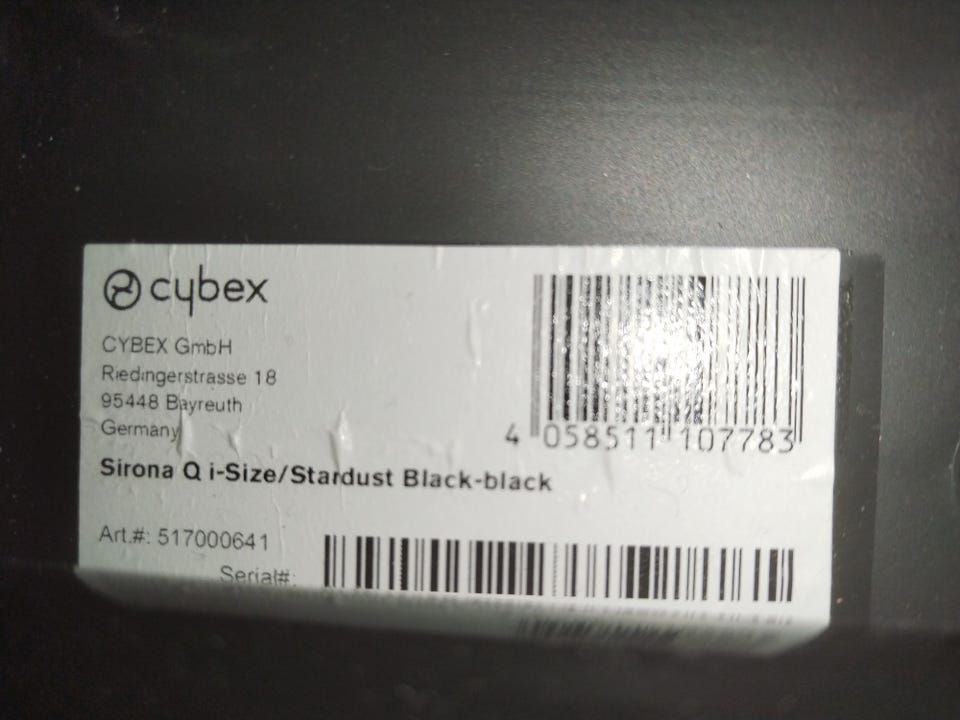 cybex
CYBEX GmbH
Riedingerstrasse 18
95448 Bayreuth
Germany
4 058511 107783
Sirona Q i-Size/Stardust Black-black
Art.#: 517000641
Serial#: